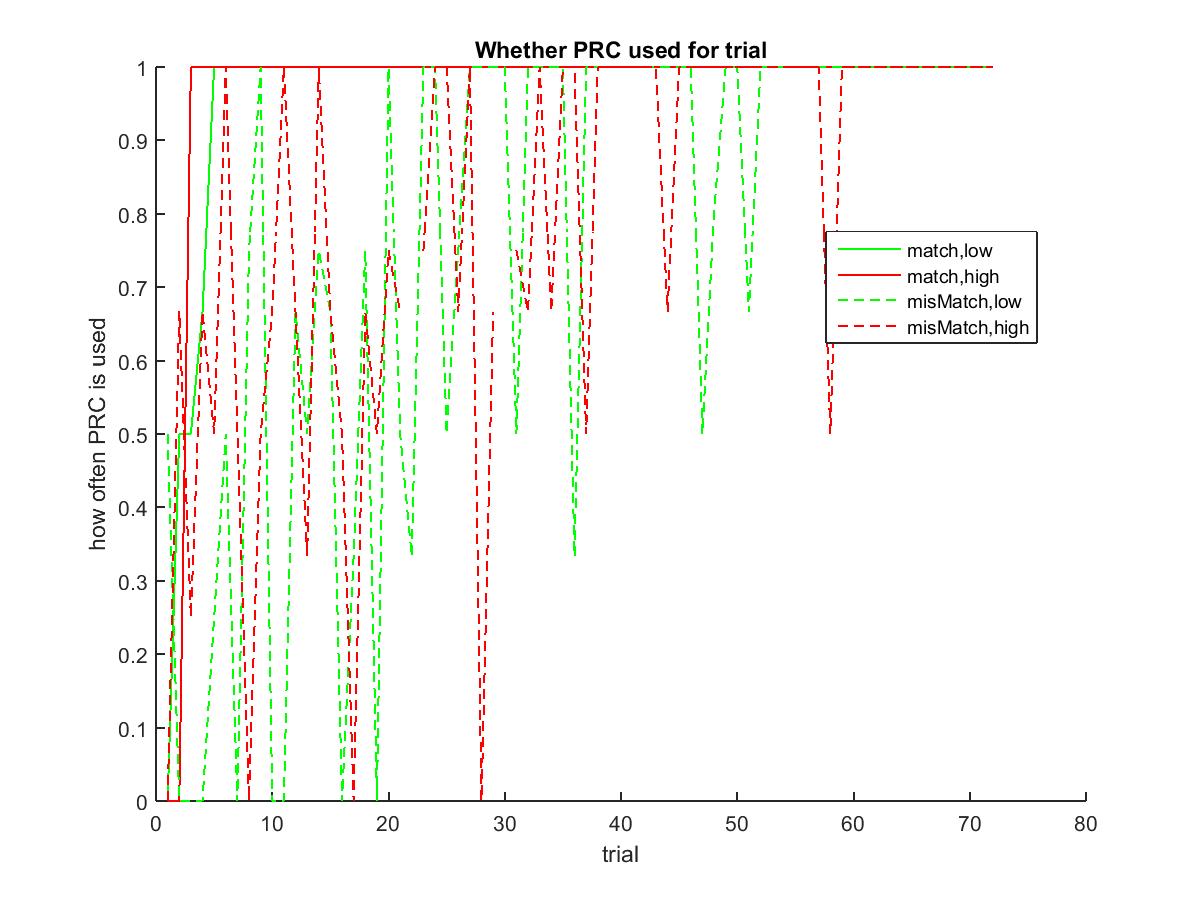 Whether PRC used for trial
how often PRC is used
1
0.9
0.8
0.7
0.6
0.5
0.4
0.3
0.2
0.1
0
0 10 20 30 40 50 60 70 80
trial
match,low
match,high
misMatch,low
misMatch,high